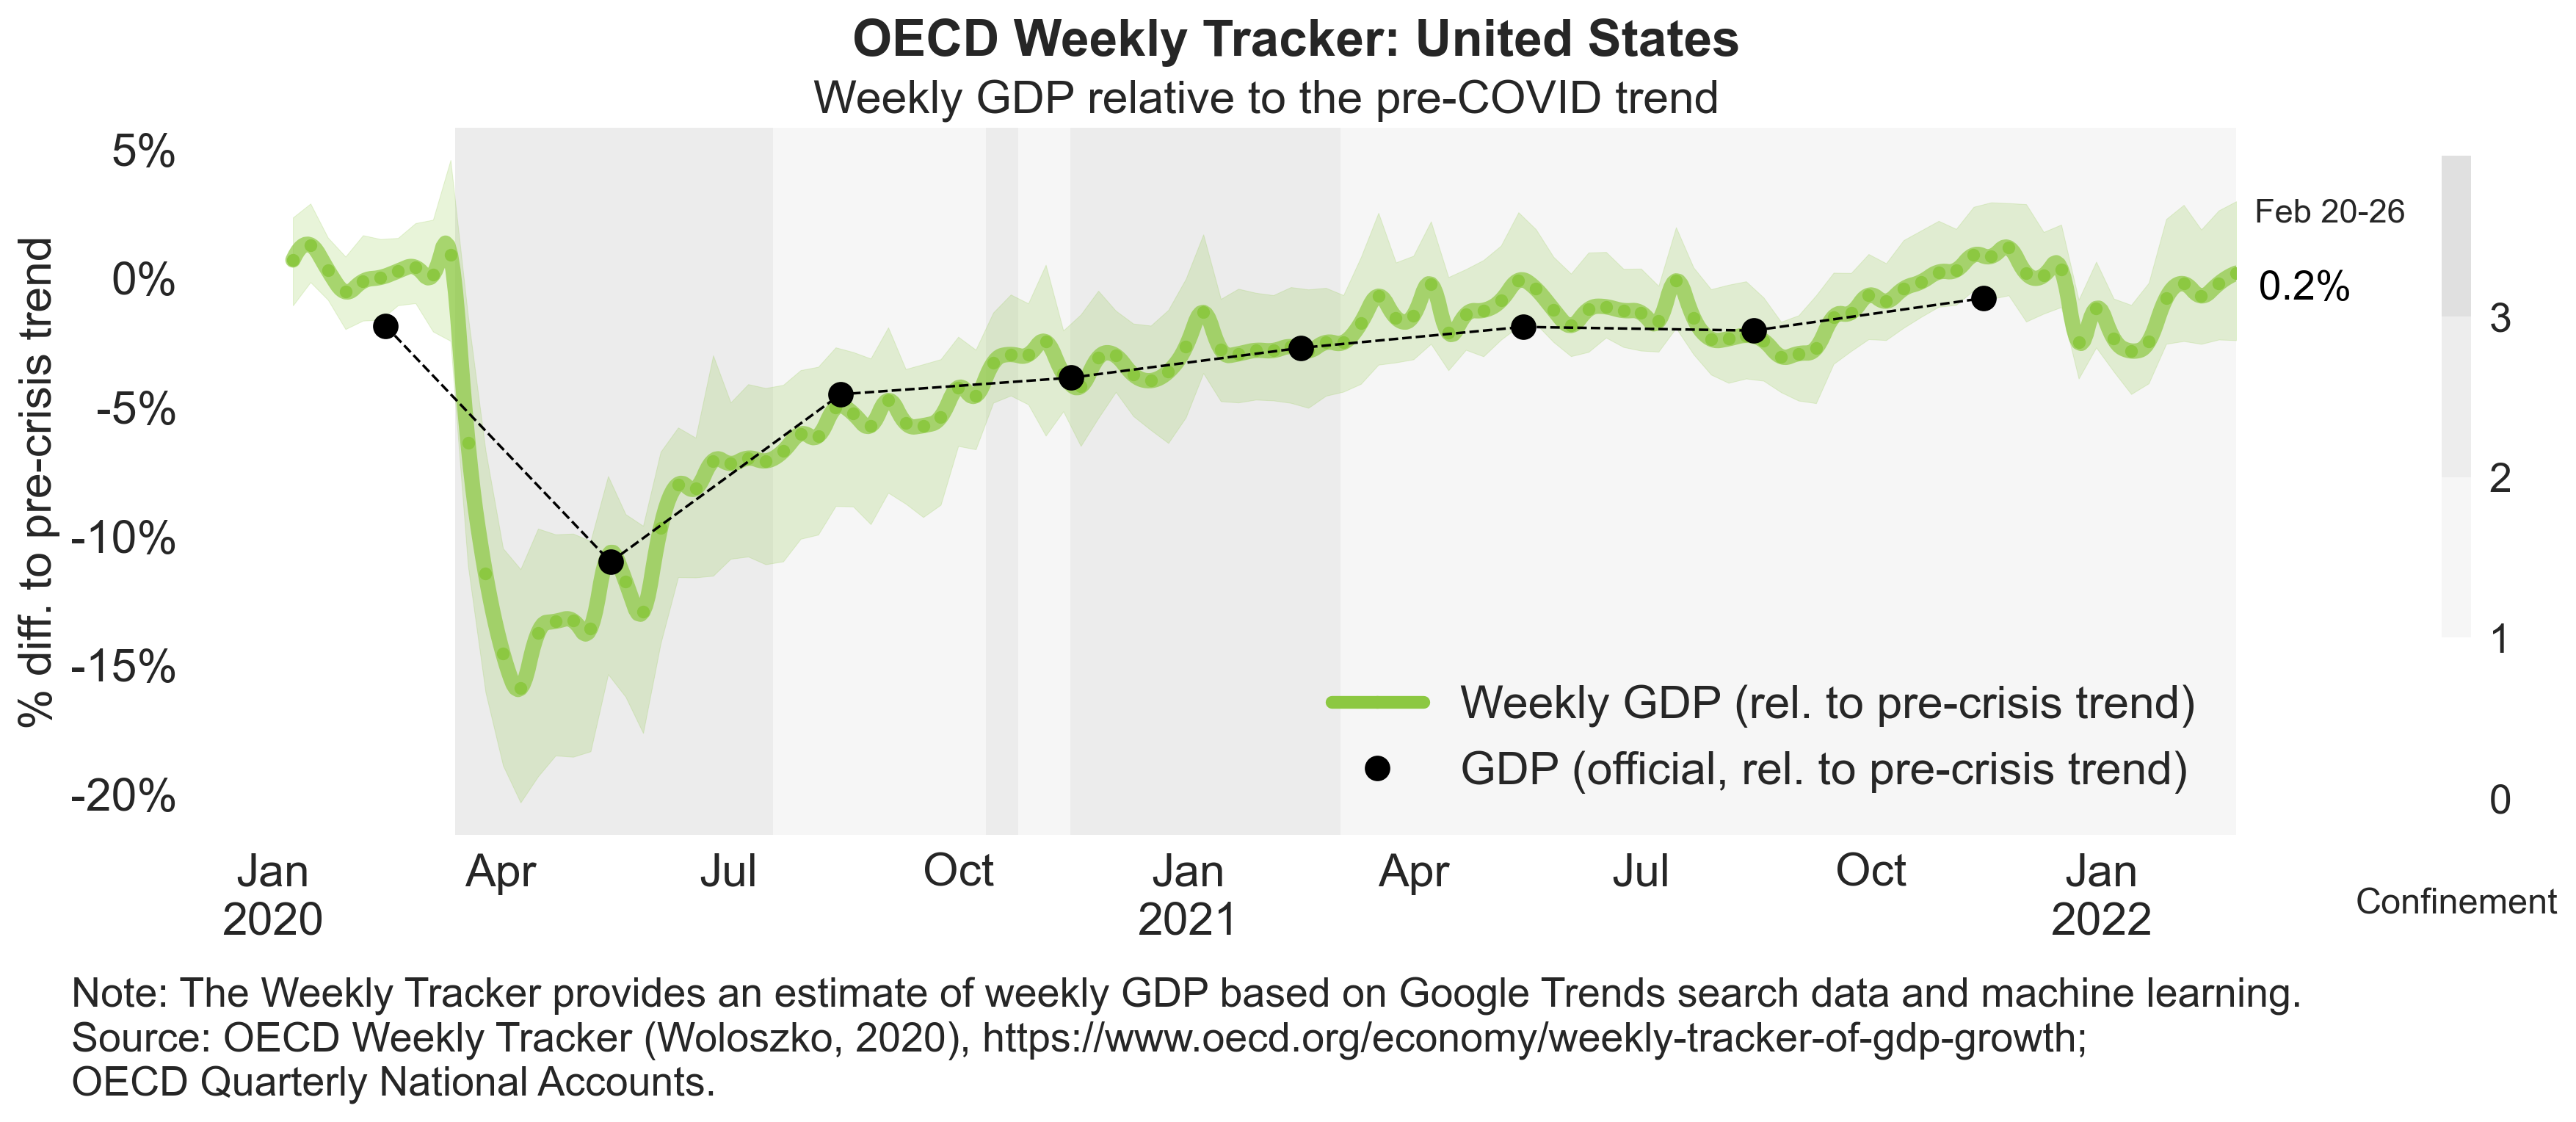 OECD Weekly Tracker: United States
Weekly GDP relative to the pre-COVID trend
% diff. to pre-crisis trend
5%
0%
-5%
-10%
-15%
-20%
Feb 20-26
0.2%
3
2
1
0
Confinement
Weekly GDP (rel. to pre-crisis trend)
GDP (official, rel. to pre-crisis trend)
Jan Apr Jul Oct Jan Apr Jul Oct Jan
2020 2021 2022
Note: The Weekly Tracker provides an estimate of weekly GDP based on Google Trends search data and machine learning.
Source: OECD Weekly Tracker (Woloszko, 2020), https://www.oecd.org/economy/weekly-tracker-of-gdp-growth;
OECD Quarterly National Accounts.